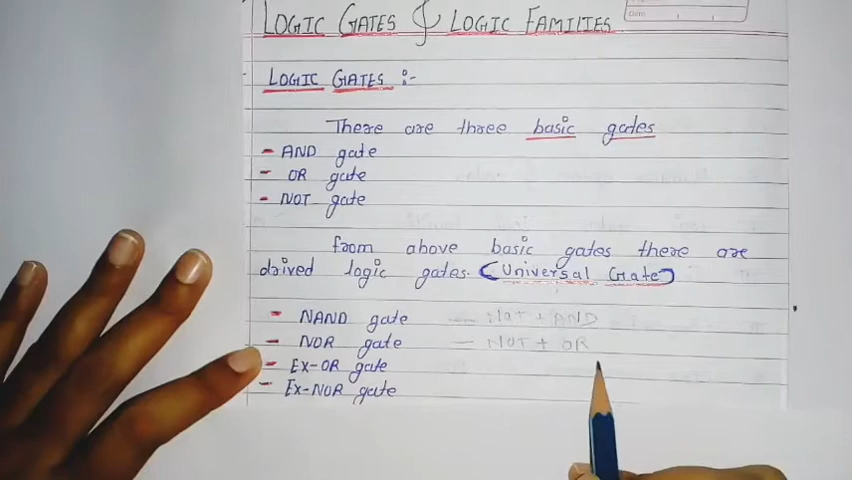 LOGIC GATES & LOGIC FAMILIES
Date
LOGIC GATES :-
There are three basic gates
- AND gate
- OR gate
- NOT gate
from above basic gates there are
drived logic gates. (Universal Gate)
- NAND gate — NOT + AND
- NOR gate — NOT + OR
- Ex-OR gate
- Ex-NOR gate